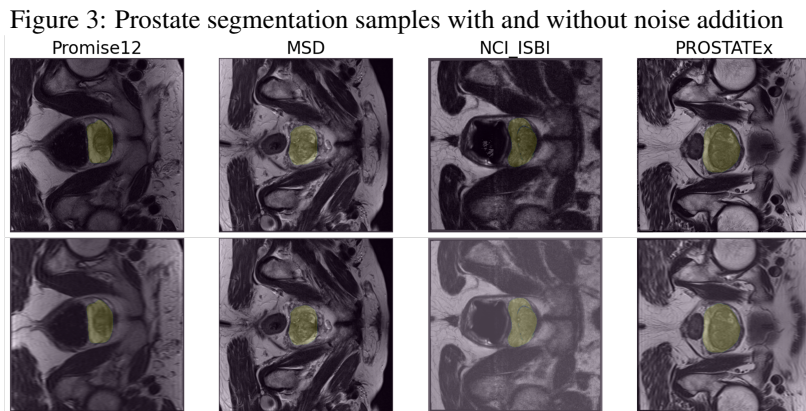 Figure 3: Prostate segmentation samples with and without noise addition
Promise12 MSD NCI_ISBI PROSTATEx